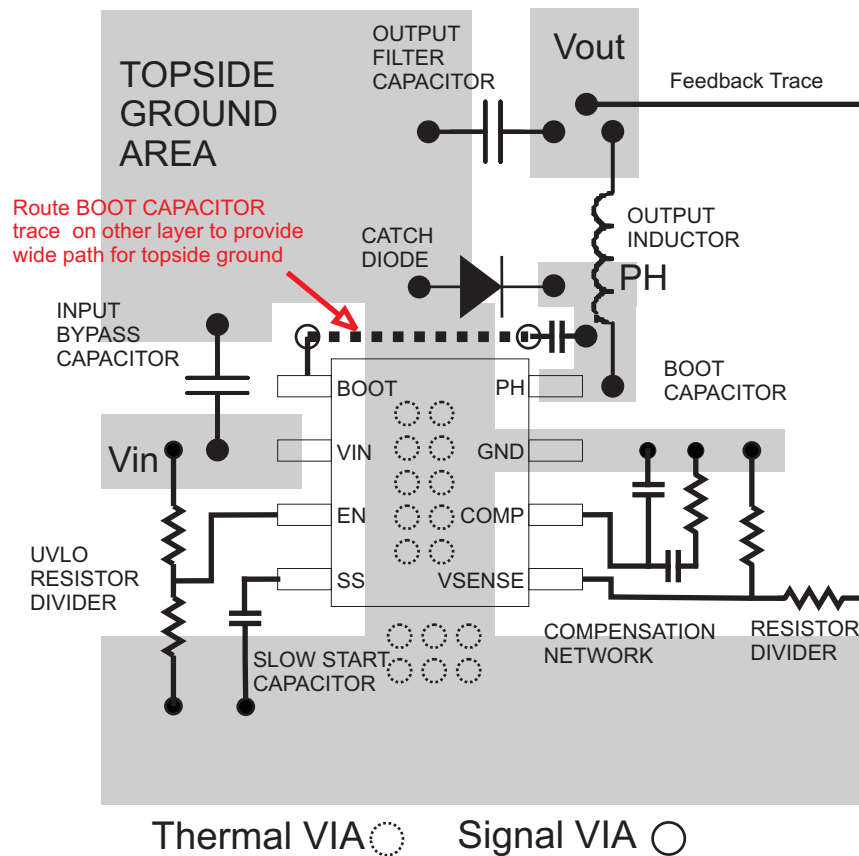 TOPSIDE
GROUND
AREA
OUTPUT
FILTER
CAPACITOR
Vout
Feedback Trace
Route BOOT CAPACITOR
trace on other layer to provide
wide path for topside ground
CATCH
DIODE
OUTPUT
INDUCTOR
PH
INPUT
BYPASS
CAPACITOR
BOOT
CAPACITOR
BOOT
PH
Vin
VIN
GND
EN
COMP
UVLO
RESISTOR
DIVIDER
SS
VSENSE
SLOW START
CAPACITOR
COMPENSATION
NETWORK
RESISTOR
DIVIDER
Thermal VIA
Signal VIA